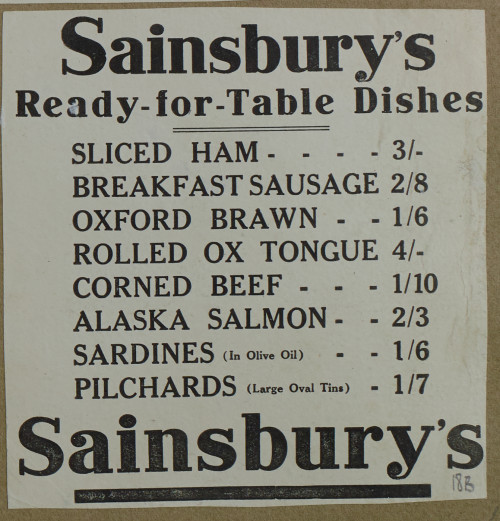 Sainsbury's
Ready-for-Table Dishes
SLICED HAM - - - - 3/-
BREAKFAST SAUSAGE 2/8
OXFORD BRAWN - - 1/6
ROLLED OX TONGUE 4/-
CORNED BEEF - - - 1/10
ALASKA SALMON - - 2/3
SARDINES (In Olive Oil) - - 1/6
PILCHARDS (Large Oval Tins) - 1/7
Sainsbury's